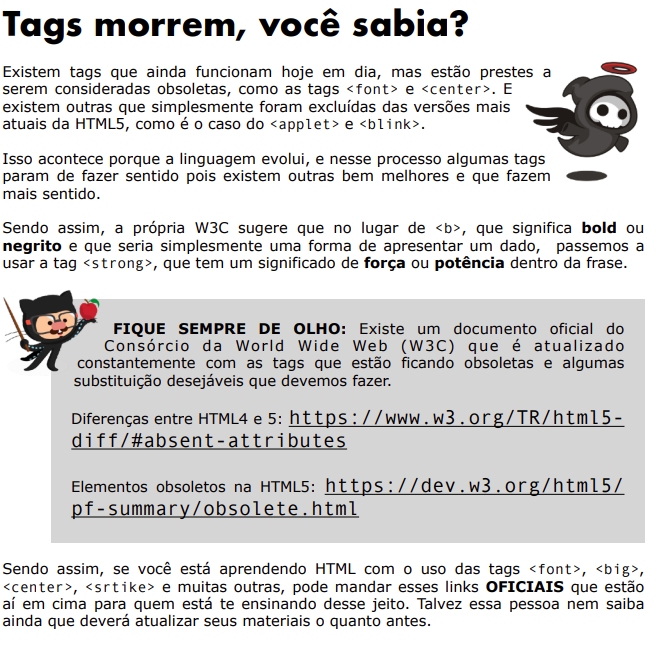 Tags morrem, você sabia?
Existem tags que ainda funcionam hoje em dia, mas estão prestes a
serem consideradas obsoletas, como as tags <font> e <center>. E
existem outras que simplesmente foram excluídas das versões mais
atuais da HTML5, como é o caso do <applet> e <blink>.
Isso acontece porque a linguagem evolui, e nesse processo algumas tags
param de fazer sentido pois existem outras bem melhores e que fazem
mais sentido.
Sendo assim, a própria W3C sugere que no lugar de <b>, que significa bold ou
negrito e que seria simplesmente uma forma de apresentar um dado, passemos a
usar a tag <strong>, que tem um significado de força ou potência dentro da frase.
FIQUE SEMPRE DE OLHO: Existe um documento oficial do
Consórcio da World Wide Web (W3C) que é atualizado
constantemente com as tags que estão ficando obsoletas e algumas
substituição desejáveis que devemos fazer.
Diferenças entre HTML4 e 5: https://www.w3.org/TR/html5-
diff/#absent-attributes
Elementos obsoletos na HTML5: https://dev.w3.org/html5/
pf-summary/obsolete.html
Sendo assim, se você está aprendendo HTML com o uso das tags <font>, <big>,
<center>, <srtike> e muitas outras, pode mandar esses links OFICIAIS que estão
aí em cima para quem está te ensinando desse jeito. Talvez essa pessoa nem saiba
ainda que deverá atualizar seus materiais o quanto antes.